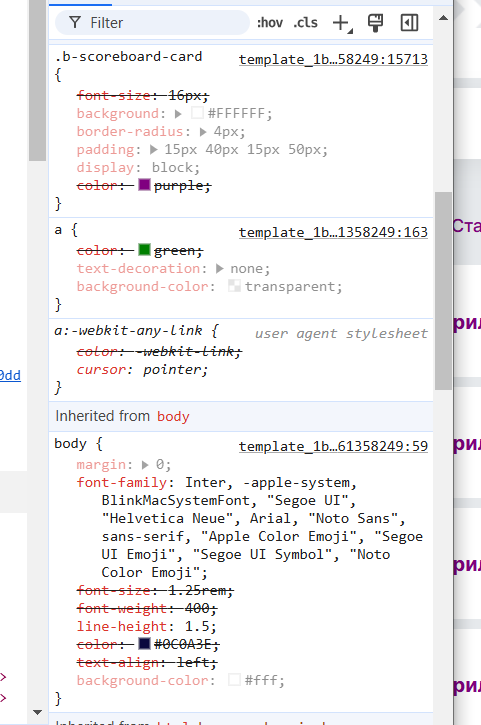 Filter :hov .cls
.b-scoreboard-card template_1b…58249:15713
{
font-size: 16px;
background: #FFFFFF;
border-radius: 4px;
padding: 15px 40px 15px 50px;
display: block;
color: purple;
}
a { template_1b…1358249:163
color: green;
text-decoration: none;
background-color: transparent;
}
Ста
a:-webkit-any-link { user agent stylesheet
рил
color: -webkit-link;
cursor: pointer;
0dd
}
Inherited from body
body { template_1b…61358249:59
рил
margin: 0;
font-family: Inter, -apple-system,
BlinkMacSystemFont, "Segoe UI",
"Helvetica Neue", Arial, "Noto Sans",
sans-serif, "Apple Color Emoji", "Segoe
UI Emoji", "Segoe UI Symbol", "Noto
Color Emoji";
рил
font-size: 1.25rem;
font-weight: 400;
line-height: 1.5;
color: #0C0A3E;
text-align: left;
background-color: #fff;
рил
}